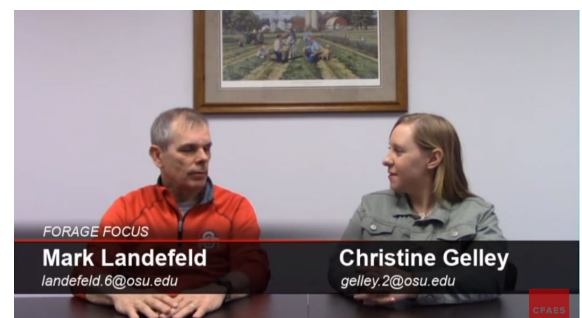 FORAGE FOCUS
Mark Landefeld
landefeld.6@osu.edu
Christine Gelley
gelley.2@osu.edu
CFAES